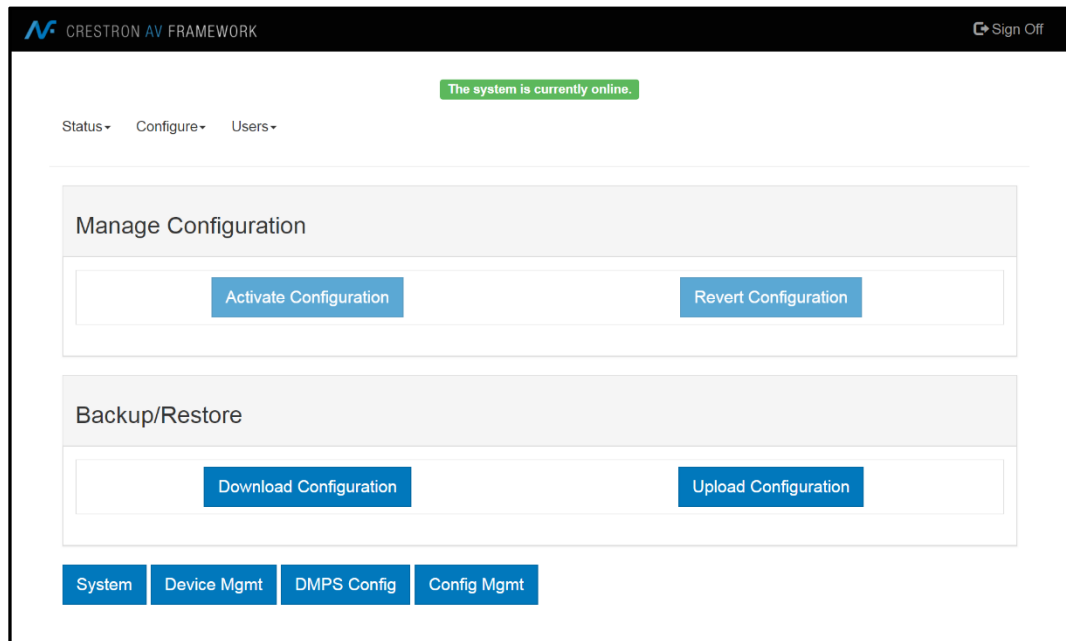 CRESTRON AV FRAMEWORK
Sign Off
The system is currently online.
Status Configure Users
Manage Configuration
Activate Configuration Revert Configuration
Backup/Restore
Download Configuration Upload Configuration
System Device Mgmt DMPS Config Config Mgmt